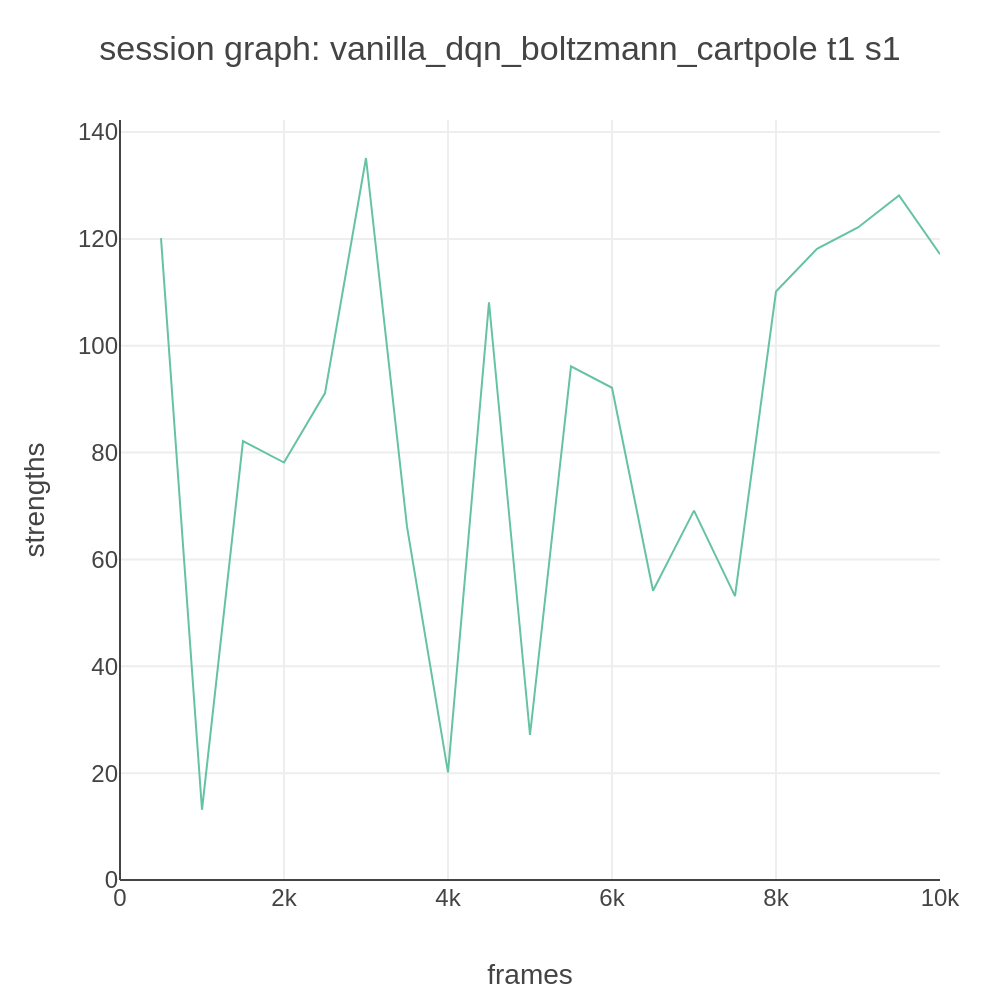 session graph: vanilla_dqn_boltzmann_cartpole t1 s1
140
120
100
80
60
40
20
0
strengths
0 2k 4k 6k 8k 10k
frames